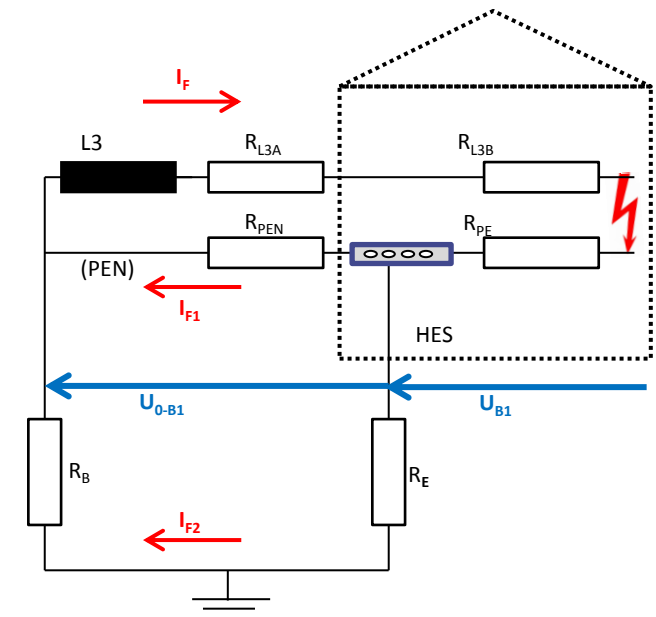 I_F
L3
R_L3A
R_L3B
R_PEN
R_PE
(PEN)
I_F1
HES
U_0-B1
U_B1
R_B
R_E
I_F2